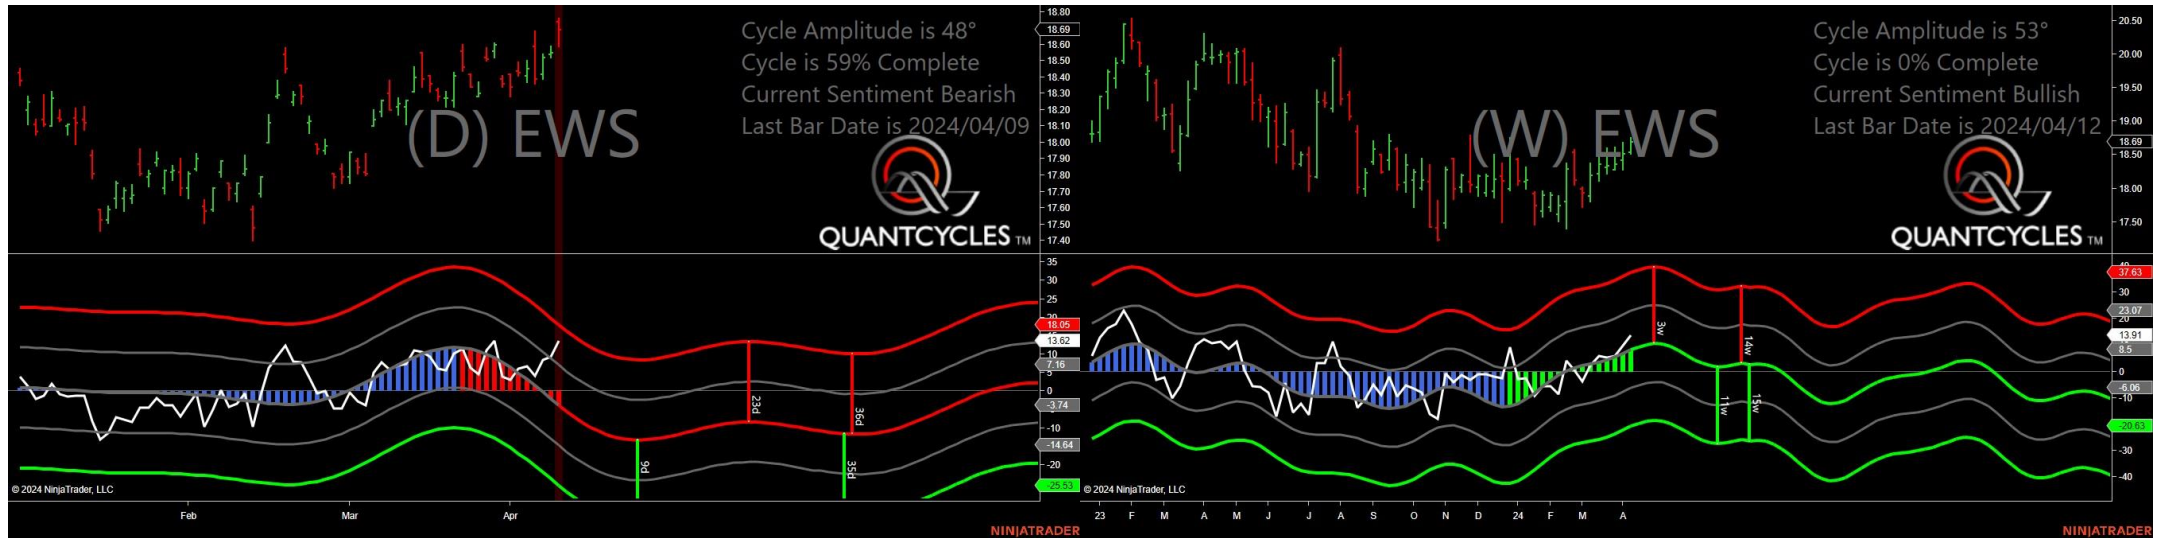 Cycle Amplitude is 48°
Cycle is 59% Complete
Current Sentiment Bearish
Last Bar Date is 2024/04/09
(D) EWS
QUANTCYCLES TM
18.80
18.69
18.60
18.50
18.40
18.30
18.20
18.10
18.00
17.90
17.80
17.70
17.60
17.50
17.40
35
30
25
18.05
13.62
10
7.16
5
0
-3.74
-10
-14.64
-20
-25.53
23d
36d
9d
35d
© 2024 NinjaTrader, LLC
Feb Mar Apr
NINJATRADER
Cycle Amplitude is 53°
Cycle is 0% Complete
Current Sentiment Bullish
Last Bar Date is 2024/04/12
(W) EWS
QUANTCYCLES TM
20.50
20.00
19.50
19.00
18.69
18.50
18.00
17.50
40
37.63
30
23.07
20
13.91
8.5
0
-6.06
-10
-20.63
-30
-40
3w
14w
11w
15w
© 2024 NinjaTrader, LLC
23 F M A M J J A S O N D 24 F M A
NINJATRADER